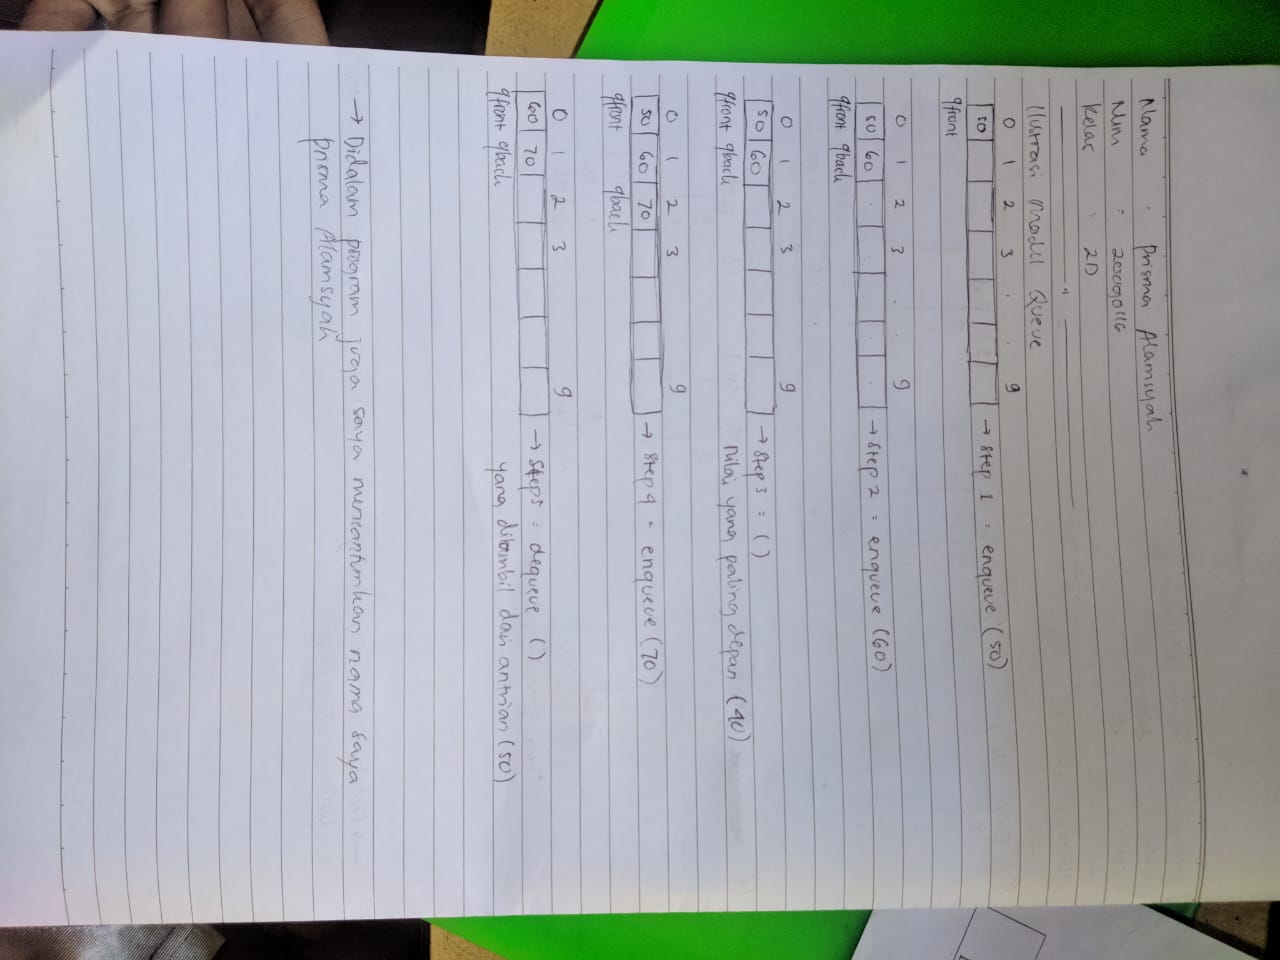 Nama : Prisma Alamsyah
Nim : 20090116
Kelas : 2D
Ilustrasi Model Queue
0 1 2 3 . . 9
50 → Step 1 : enqueue (50)
qfront
0 1 2 3 . . 9
50 60 . . . . → Step 2 : enqueue (60)
qfront qback
0 1 2 3 9
50 60 → Step 3 = ()
qfront qback Nilai yang paling depan (40)
0 1 2 3 9
50 60 70 → Step 4 = enqueue (70)
qfront qback
0 1 2 3 9
60 70 → Step 5 : dequeue ()
qfront qback yang diambil dari antrian (50)
→ Didalam program juga saya mencantumkan nama saya
prisma Alamsyah